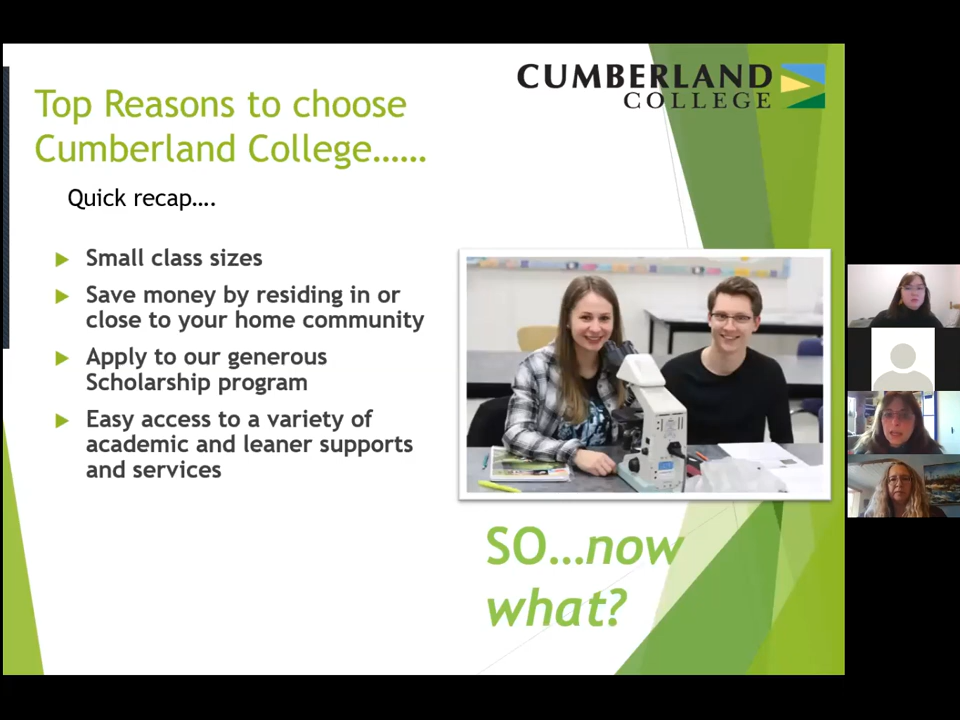 Top Reasons to choose
Cumberland College......
CUMBERLAND
COLLEGE
Quick recap....
Small class sizes
Save money by residing in or
close to your home community
Apply to our generous
Scholarship program
Easy access to a variety of
academic and leaner supports
and services
SO...now
what?